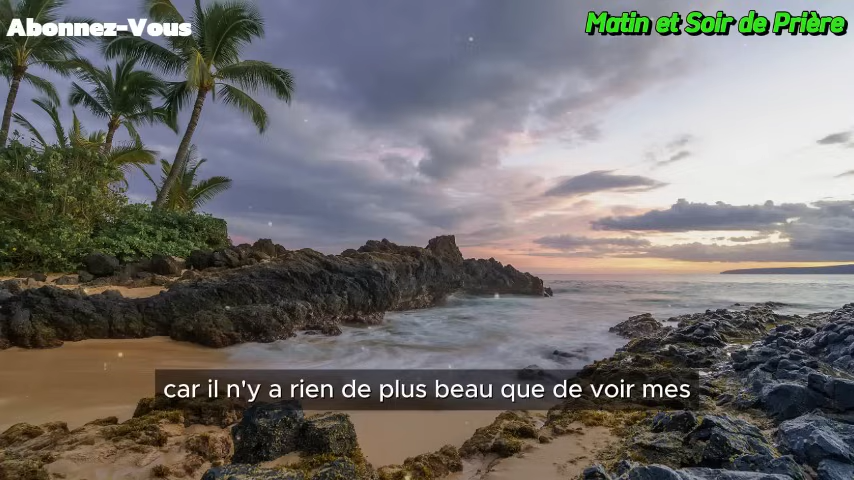 Abonnez-Vous
Matin et Soir de Prière
car il n'y a rien de plus beau que de voir mes